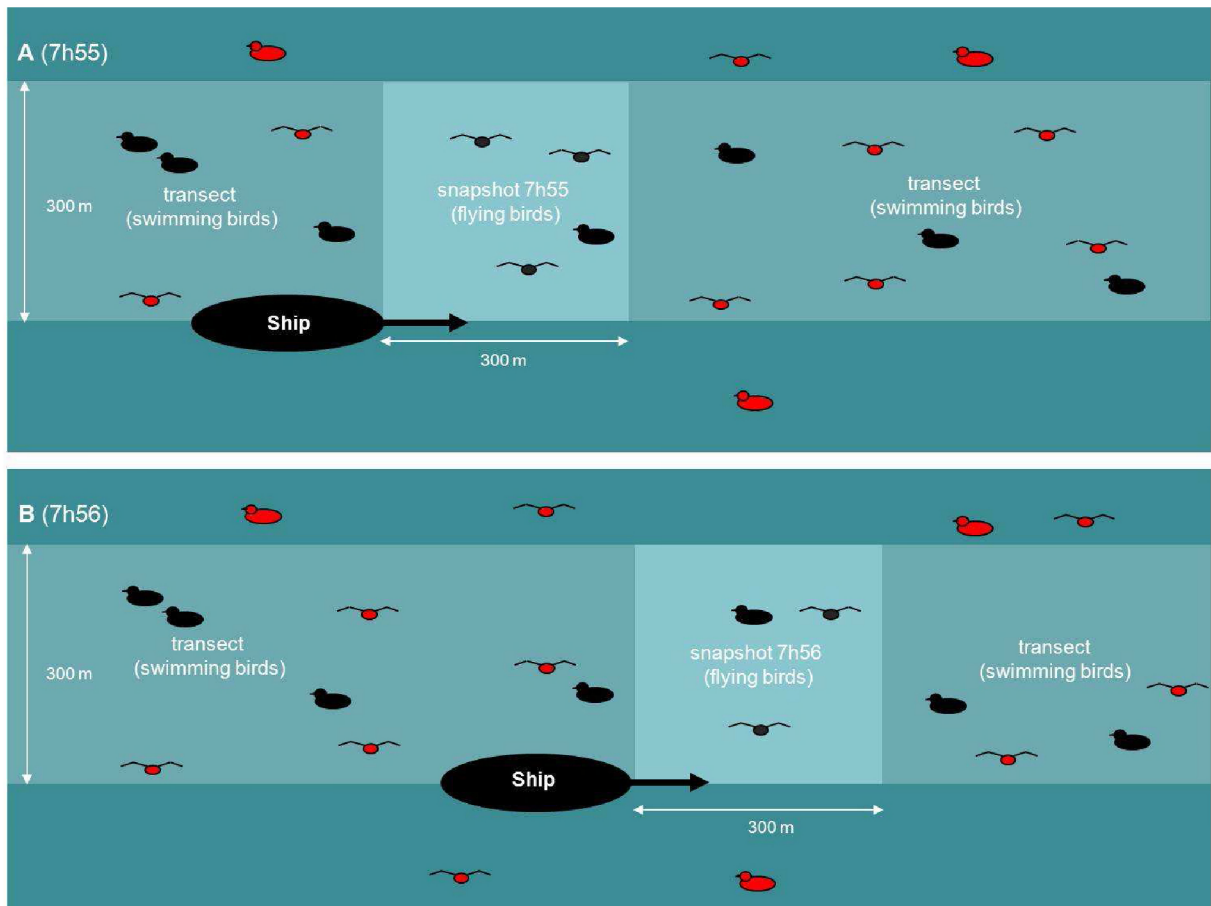 A (7h55)
300 m
transect
(swimming birds)
snapshot 7h55
(flying birds)
transect
(swimming birds)
Ship
300 m
B (7h56)
300 m
transect
(swimming birds)
snapshot 7h56
(flying birds)
transect
(swimming birds)
Ship
300 m